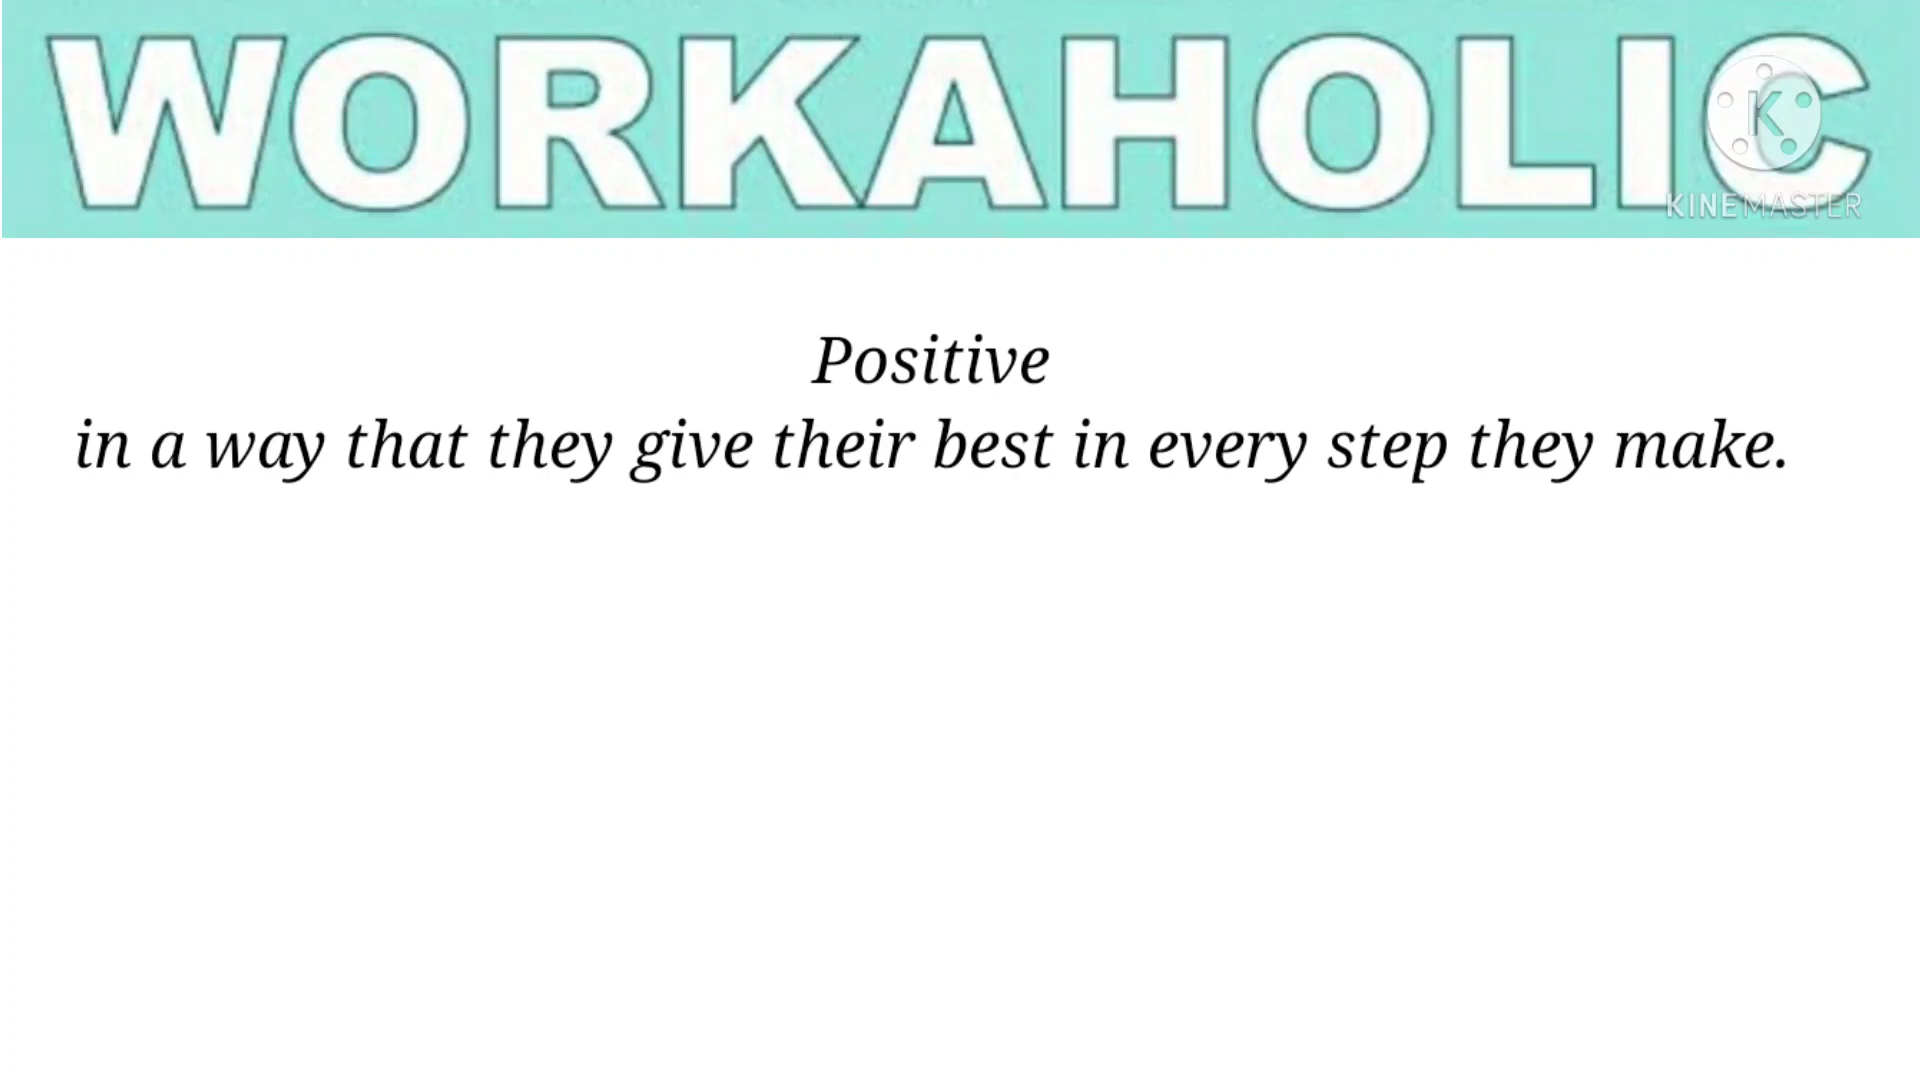 WORKAHOLIC
K
KINEMASTER
Positive
in a way that they give their best in every step they make.